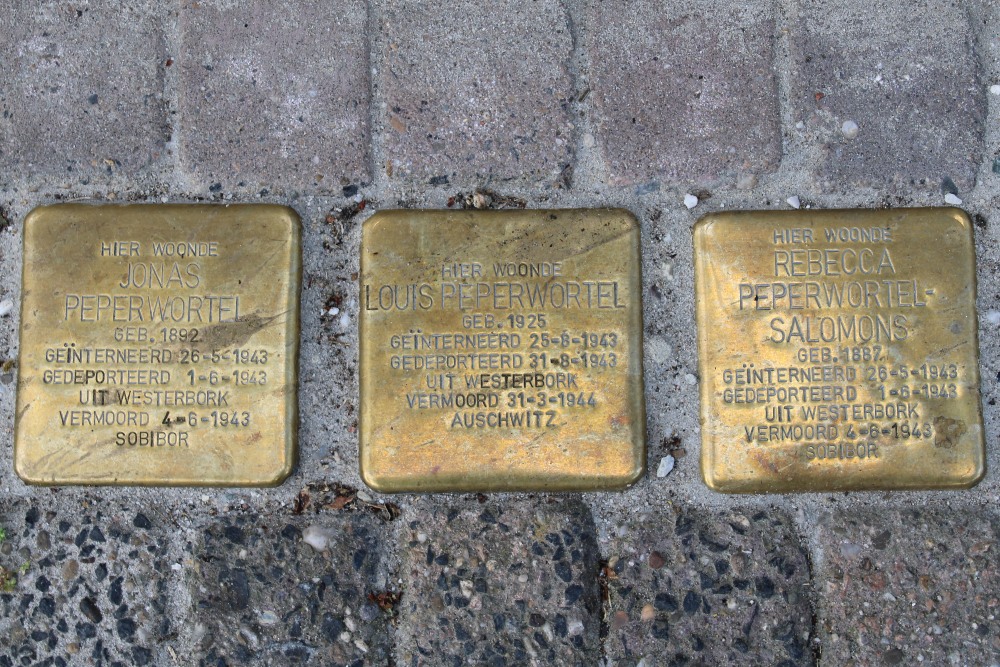 HIER WOONDE
JONAS
PEPERWORTEL
GEB. 1892
GEÏNTERNEERD 26-5-1943
GEDEPORTEERD 1-6-1943
UIT WESTERBORK
VERMOORD 4-6-1943
SOBIBOR
HIER WOONDE
LOUIS PEPERWORTEL
GEB. 1925
GEÏNTERNEERD 25-8-1943
GEDEPORTEERD 31-8-1943
UIT WESTERBORK
VERMOORD 31-3-1944
AUSCHWITZ
HIER WOONDE
REBECCA
PEPERWORTEL-
SALOMONS
GEB. 1887
GEÏNTERNEERD 26-5-1943
GEDEPORTEERD 1-6-1943
UIT WESTERBORK
VERMOORD 4-6-1943
SOBIBOR